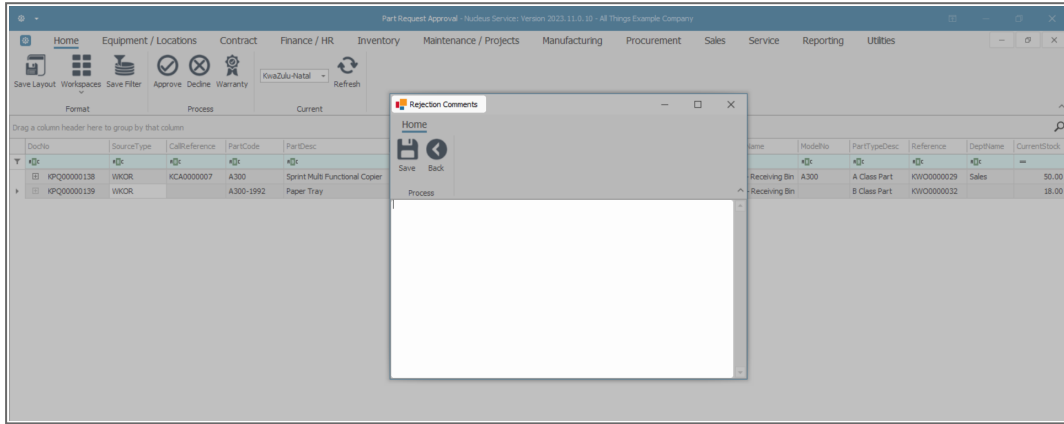 Part Request Approval - Nucleus Service: Version 2023.11.0.10 - All Things Example Company
Home Equipment / Locations Contract Finance / HR Inventory Maintenance / Projects Manufacturing Procurement Sales Service Reporting Utilities
Save Layout Workspaces Save Filter Approve Decline Warranty KwaZulu-Natal Refresh
Format Process Current
Rejection Comments
Home
Save Back
Process
Drag a column header here to group by that column
DocNo SourceType CallReference PartCode PartDesc Name ModelNo PartTypeDesc Reference DeptName CurrentStock
KPQ00000138 WKOR KCA0000007 A300 Sprint Multi Functional Copier - Receiving Bin A300 A Class Part KWO0000029 Sales 50.00
KPQ00000139 WKOR A300-1992 Paper Tray - Receiving Bin B Class Part KWO0000032 18.00